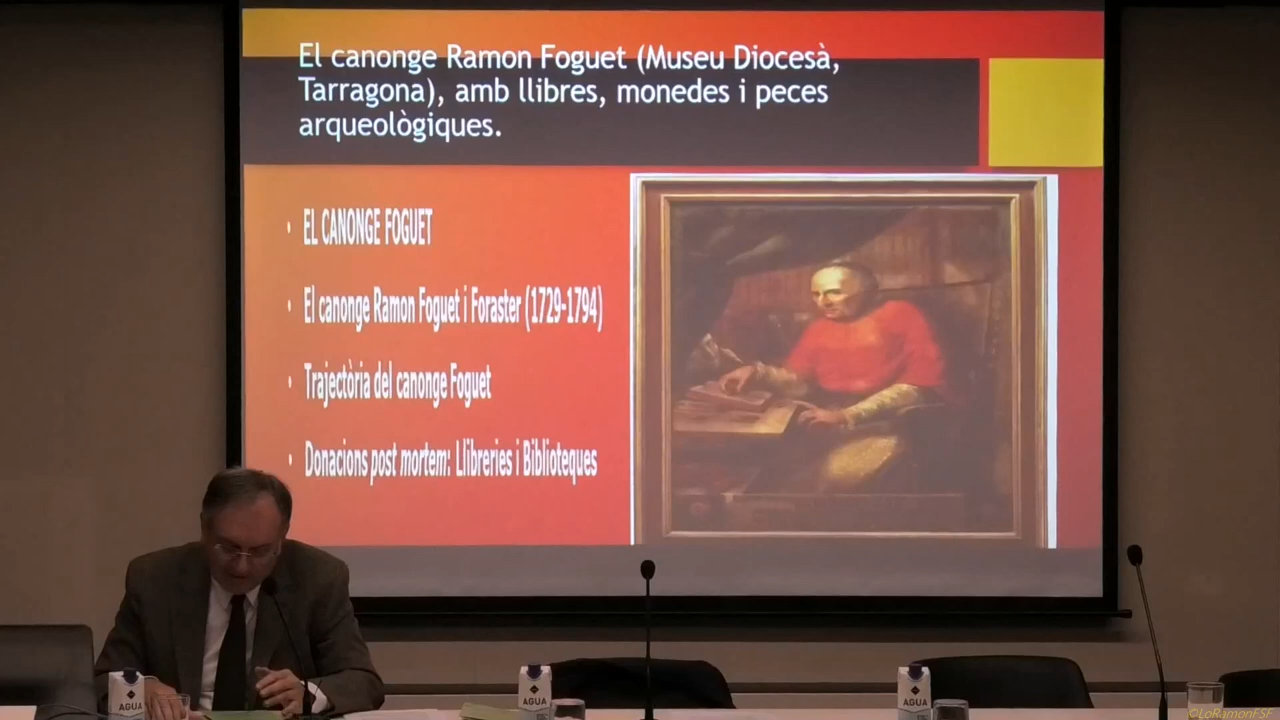 El canonge Ramon Foguet (Museu Diocesà,
Tarragona), amb llibres, monedes i peces
arqueològiques.
• EL CANONGE FOGUET
• El canonge Ramon Foguet i Foraster (1729-1794)
• Trajectòria del canonge Foguet
• Donacions post mortem: Llibreries i Biblioteques
AGUA
AGUA
AGUA
©LoRamonFSF